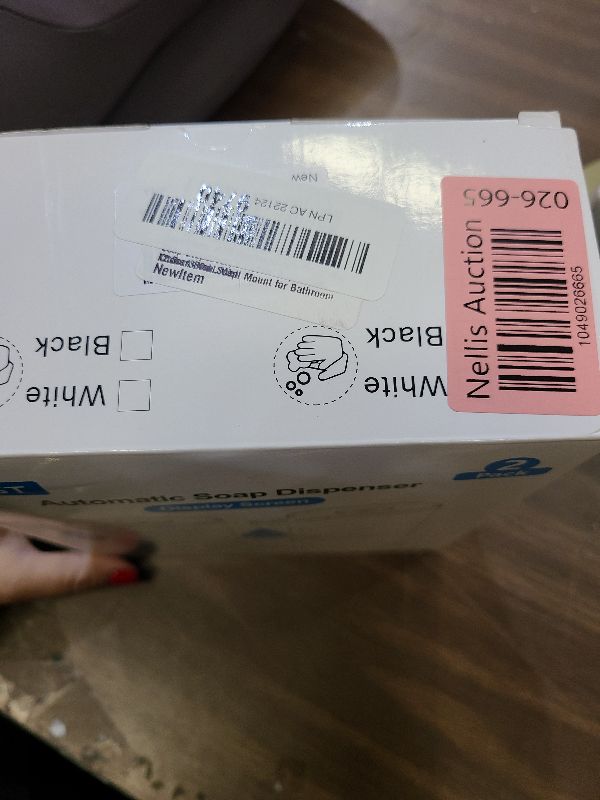 New
LPN AC 22124
Mount for Bathroom
NewItem
Black
White
Black
White
026-665
Nellis Auction
1049026665
Automatic Soap Dispenser
Display Screen
2
Pack